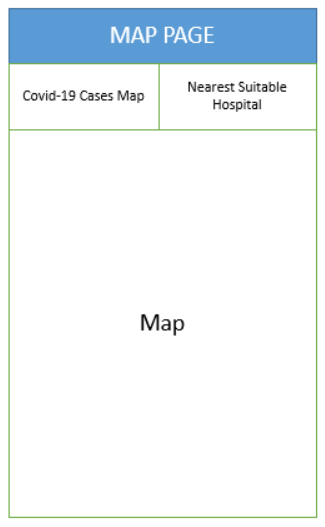 MAP PAGE
Covid-19 Cases Map
Nearest Suitable
Hospital
Map